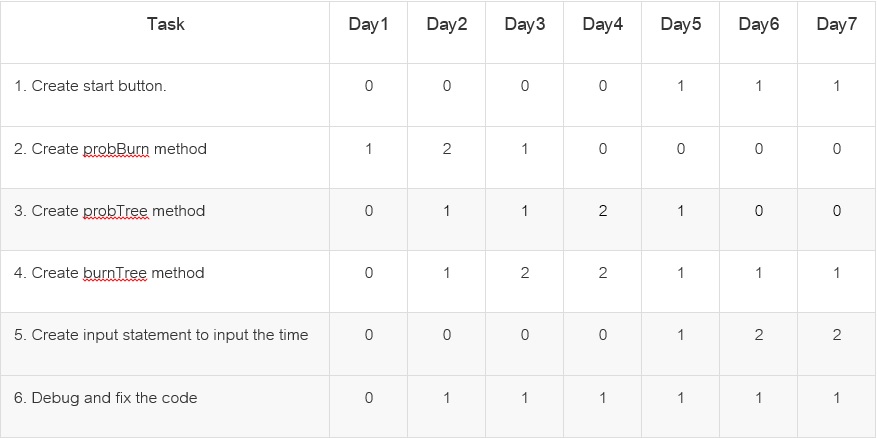 Task Day1 Day2 Day3 Day4 Day5 Day6 Day7
1. Create start button. 0 0 0 0 1 1 1
2. Create probBurn method 1 2 1 0 0 0 0
3. Create probTree method 0 1 1 2 1 0 0
4. Create burnTree method 0 1 2 2 1 1 1
5. Create input statement to input the time 0 0 0 0 1 2 2
6. Debug and fix the code 0 1 1 1 1 1 1